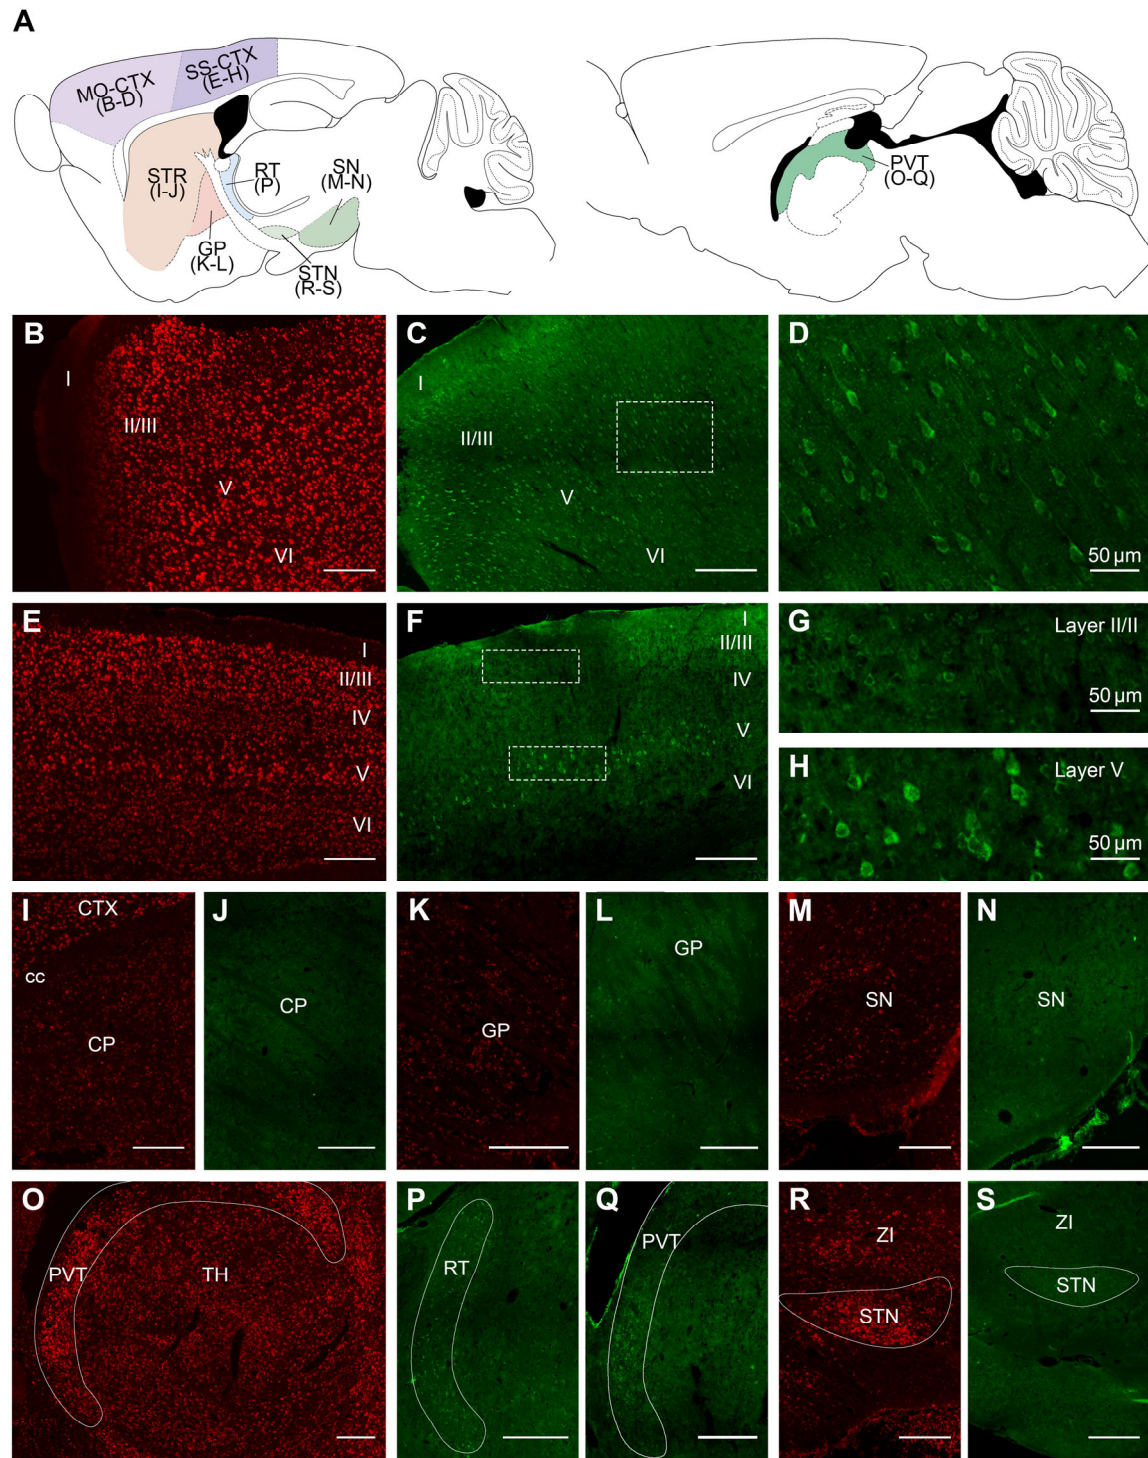 A
MO-CTX
(B-D)
SS-CTX
(E-H)
STR
(I-J)
RT
(P)
SN
(M-N)
GP
(K-L)
STN
(R-S)
PVT
(O-Q)
B
I
II/III
V
VI
C
I
II/III
V
VI
D
50 µm
E
I
II/III
IV
V
VI
F
I
II/III
IV
V
VI
G
Layer II/II
50 µm
H
Layer V
50 µm
I
CTX
cc
CP
J
CP
K
GP
L
GP
M
SN
N
SN
O
PVT
TH
P
RT
Q
PVT
R
ZI
STN
S
ZI
STN